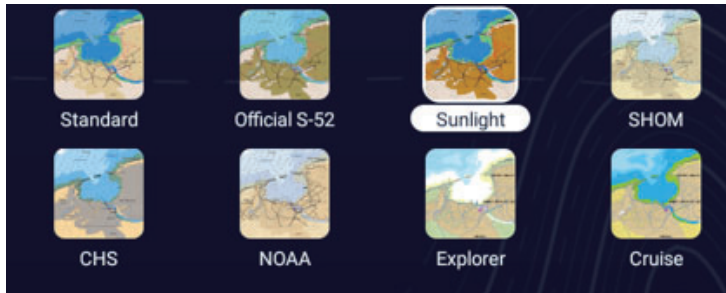 Standard
Official S-52
Sunlight
SHOM
CHS
NOAA
Explorer
Cruise